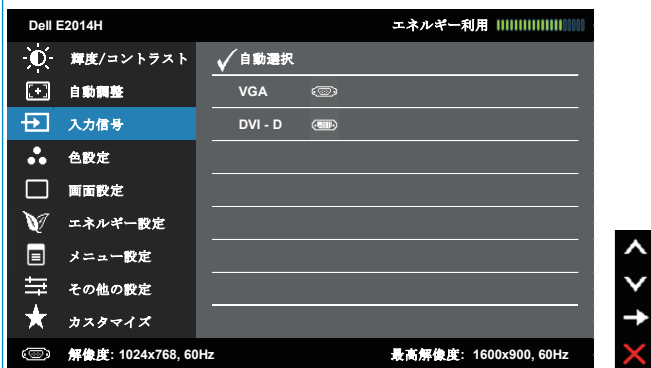 Dell E2014H
エネルギー利用
輝度/コントラスト
自動選択
自動調整
VGA
入力信号
DVI - D
色設定
画面設定
エネルギー設定
メニュー設定
その他の設定
カスタマイズ
解像度: 1024x768, 60Hz
最高解像度: 1600x900, 60Hz